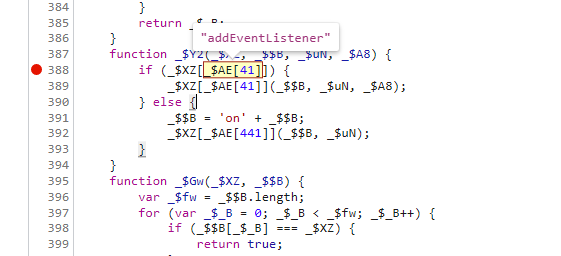 384 }
385 return _$_B;
386 }
"addEventListener"
387 function _$Y2(_$XZ, _$$B, _$uN, _$A8) {
388 if (_$XZ[_$AE[41]]) {
389 _$XZ[_$AE[41]](_$$B, _$uN, _$A8);
390 } else {
391 _$$B = 'on' + _$$B;
392 _$XZ[_$AE[441]](_$$B, _$uN);
393 }
394 }
395 function _$Gw(_$XZ, _$$B) {
396 var _$fw = _$$B.length;
397 for (var _$_B = 0; _$_B < _$fw; _$_B++) {
398 if (_$$B[_$_B] === _$XZ) {
399 return true;